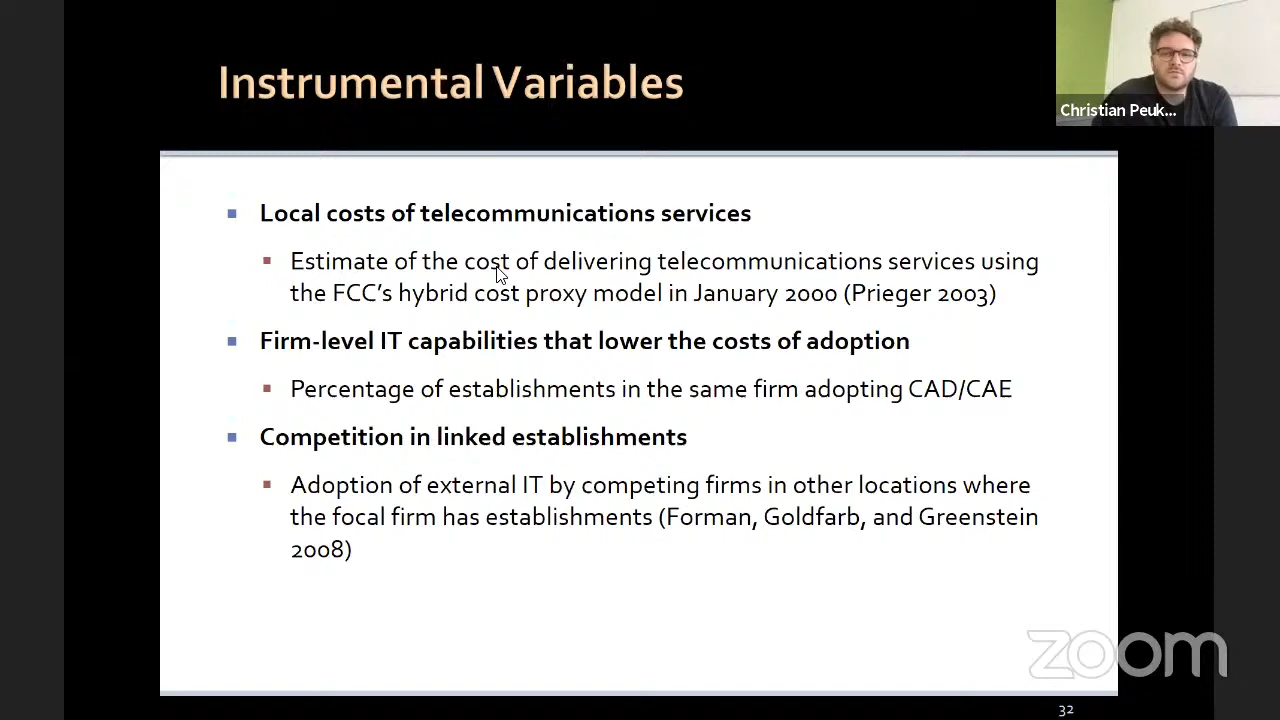 Instrumental Variables
Christian Peuk...
Local costs of telecommunications services
Estimate of the cost of delivering telecommunications services using
the FCC's hybrid cost proxy model in January 2000 (Prieger 2003)
Firm-level IT capabilities that lower the costs of adoption
Percentage of establishments in the same firm adopting CAD/CAE
Competition in linked establishments
Adoption of external IT by competing firms in other locations where
the focal firm has establishments (Forman, Goldfarb, and Greenstein
2008)
zoom
32